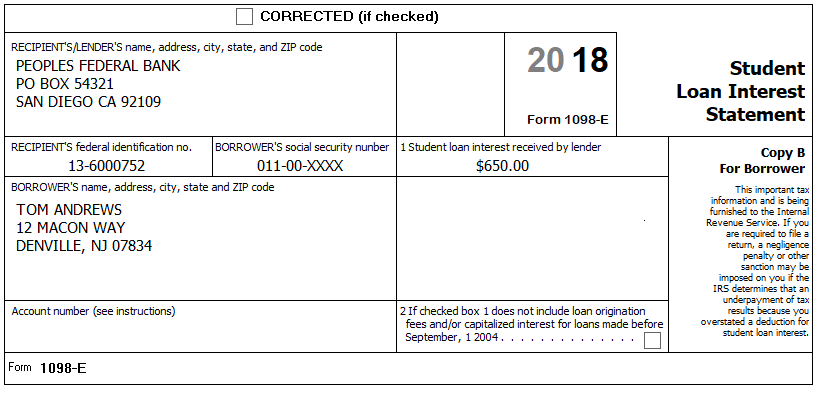 CORRECTED (if checked)
RECIPIENT'S/LENDER'S name, address, city, state, and ZIP code
PEOPLES FEDERAL BANK
PO BOX 54321
SAN DIEGO CA 92109
2018
Form 1098-E
Student
Loan Interest
Statement
RECIPIENT'S federal identification no.
13-6000752
BORROWER'S social security number
011-00-XXXX
1 Student loan interest received by lender
$650.00
Copy B
For Borrower
This important tax
information and is being
furnished to the Internal
Revenue Service. If you
are required to file a
return, a negligence
penalty or other
sanction may be
imposed on you if the
IRS determines that an
underpayment of tax
results because you
overstated a deduction for
student loan interest.
BORROWER'S name, address, city, state and ZIP code
TOM ANDREWS
12 MACON WAY
DENVILLE, NJ 07834
Account number (see instructions)
2 If checked box 1 does not include loan origination
fees and/or capitalized interest for loans made before
September, 1 2004 . . . . . . . . . . . . . .
Form 1098-E